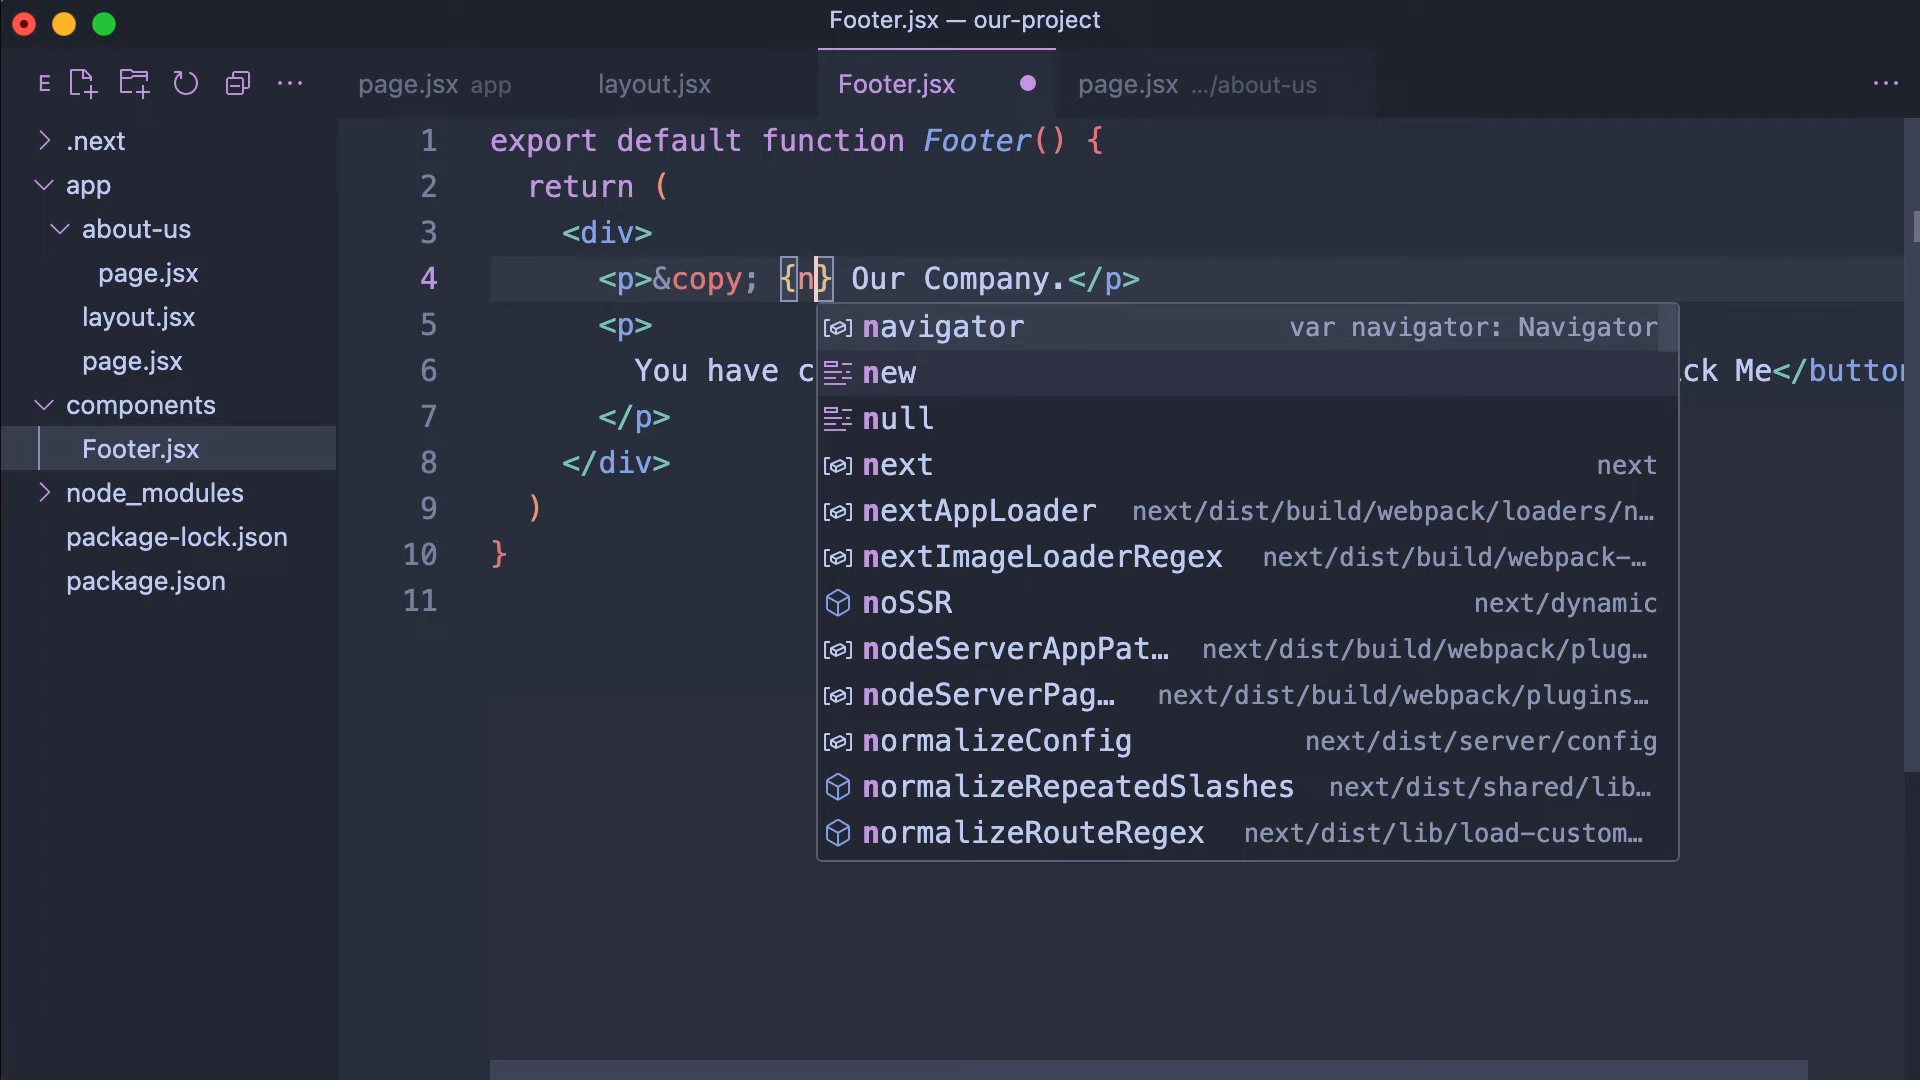 Footer.jsx — our-project
E
page.jsx app
layout.jsx
Footer.jsx
page.jsx .../about-us
.next
app
about-us
page.jsx
layout.jsx
page.jsx
components
Footer.jsx
node_modules
package-lock.json
package.json
1 export default function Footer() {
2 return (
3 <div>
4 <p>&copy; {n} Our Company.</p>
5 <p>
6 You have c ck Me</button
7 </p>
8 </div>
9 )
10 }
11
navigator var navigator: Navigator
new
null
next next
nextAppLoader next/dist/build/webpack/loaders/n…
nextImageLoaderRegex next/dist/build/webpack-…
noSSR next/dynamic
nodeServerAppPat… next/dist/build/webpack/plug…
nodeServerPag… next/dist/build/webpack/plugins…
normalizeConfig next/dist/server/config
normalizeRepeatedSlashes next/dist/shared/lib…
normalizeRouteRegex next/dist/lib/load-custom…